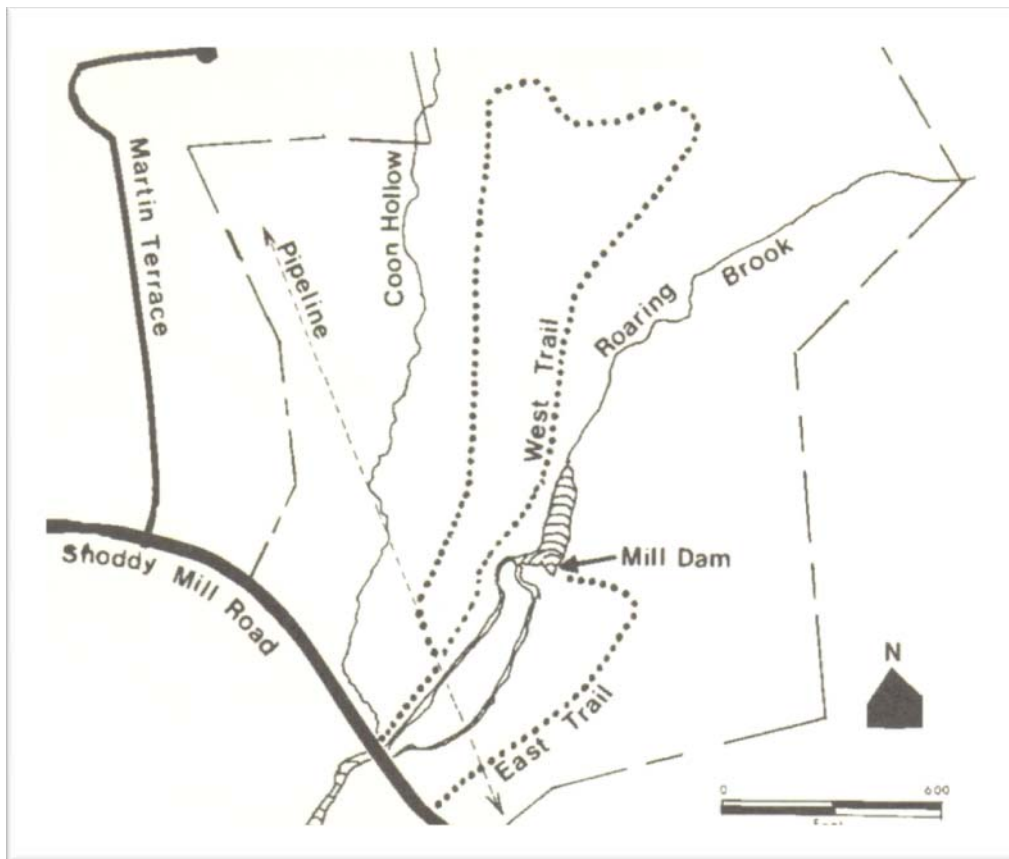 Martin Terrace
Coon Hollow
Pipeline
West Trail
Roaring Brook
Shoddy Mill Road
Mill Dam
East Trail
N
0 600